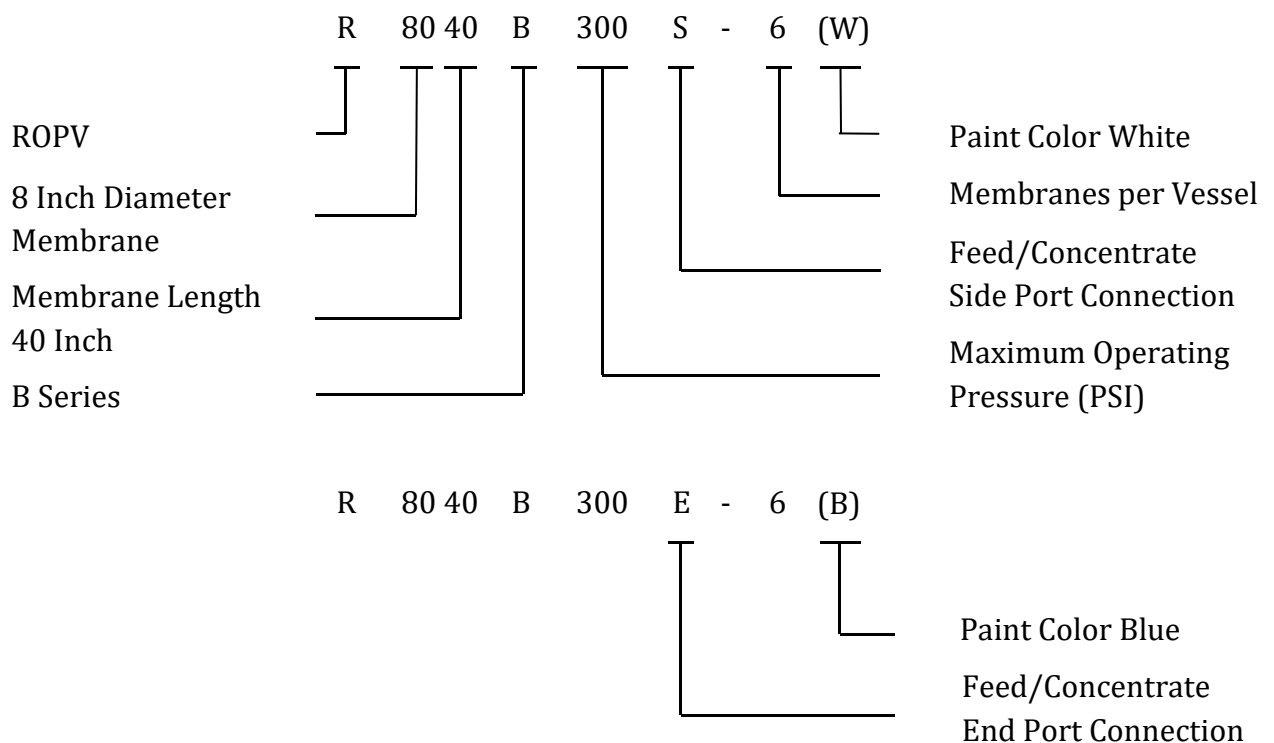 R 80 40 B 300 S - 6 (W)
ROPV
8 Inch Diameter
Membrane
Membrane Length
40 Inch
B Series
Paint Color White
Membranes per Vessel
Feed/Concentrate
Side Port Connection
Maximum Operating
Pressure (PSI)
R 80 40 B 300 E - 6 (B)
Paint Color Blue
Feed/Concentrate
End Port Connection